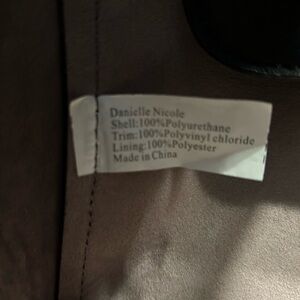 Danielle Nicole
Shell:100%Polyurethane
Trim:100%Polyvinyl chloride
Lining:100%Polyester
Made in China